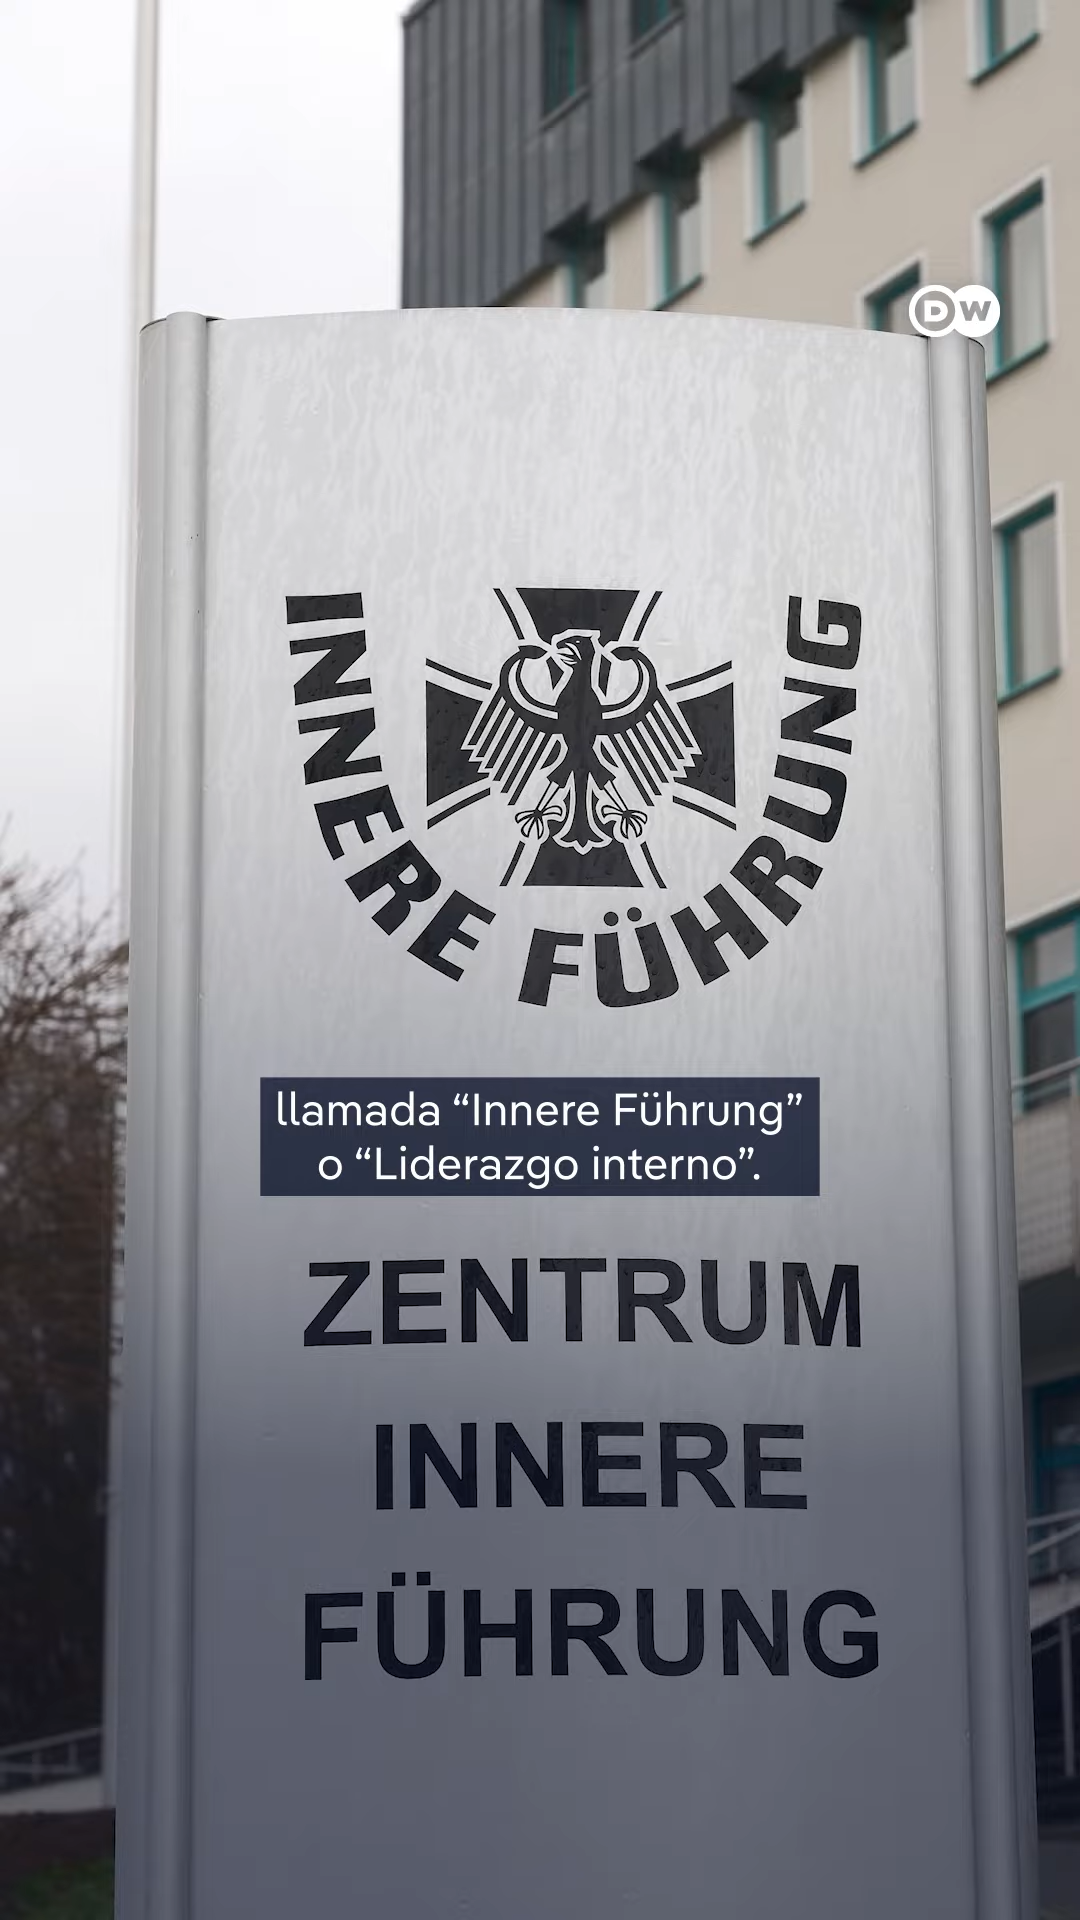 DW
INNERE FÜHRUNG
llamada “Innere Führung”
o “Liderazgo interno”.
ZENTRUM
INNERE
FÜHRUNG